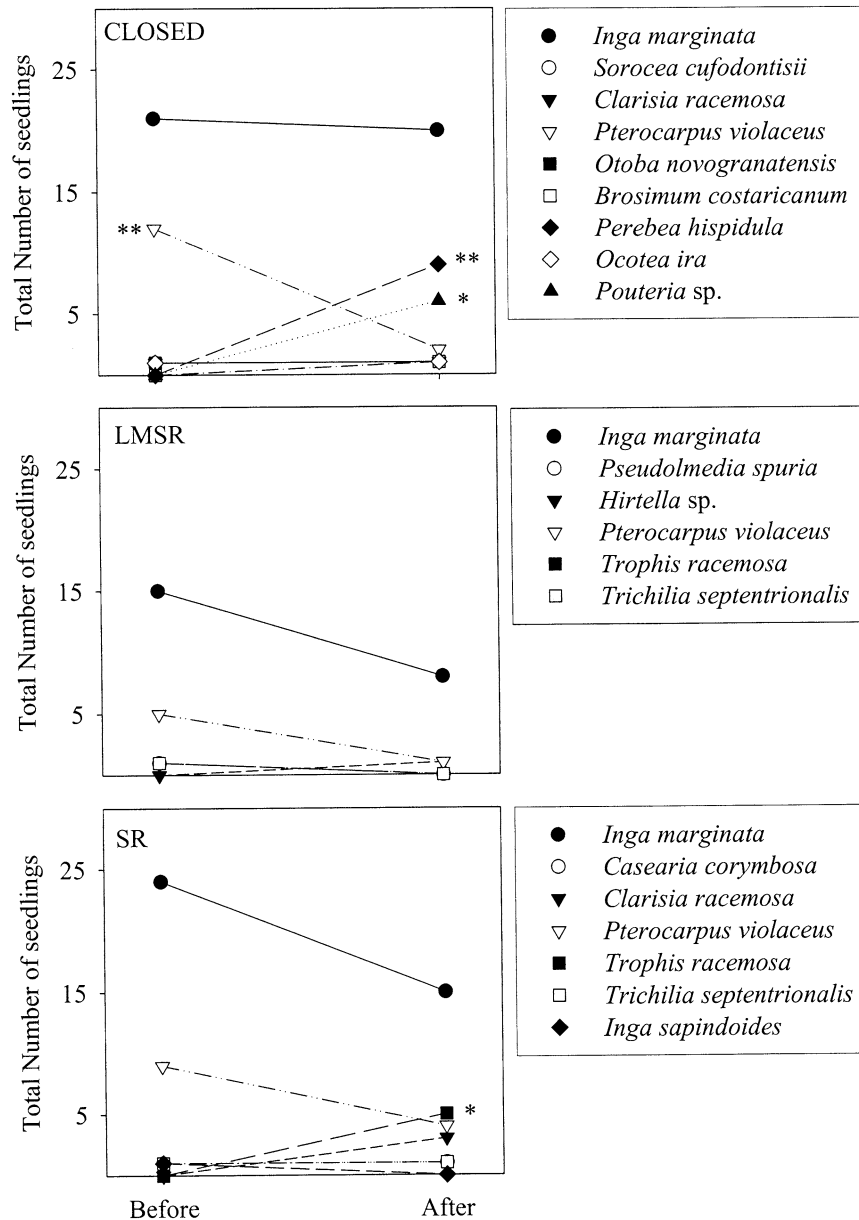 CLOSED
Total Number of seedlings
25
15
5
**
**
*
Inga marginata
Sorocea cufodontisii
Clarisia racemosa
Pterocarpus violaceus
Otoba novogranatensis
Brosimum costaricanum
Perebea hispidula
Ocotea ira
Pouteria sp.
LMSR
Total Number of seedlings
25
15
5
Inga marginata
Pseudolmedia spuria
Hirtella sp.
Pterocarpus violaceus
Trophis racemosa
Trichilia septentrionalis
SR
Total Number of seedlings
25
15
5
*
Before
After
Inga marginata
Casearia corymbosa
Clarisia racemosa
Pterocarpus violaceus
Trophis racemosa
Trichilia septentrionalis
Inga sapindoides